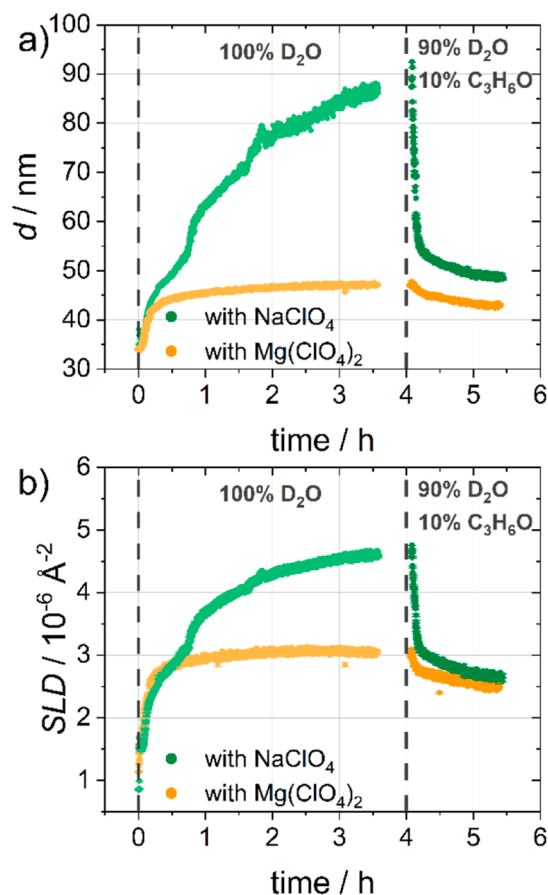 a)
100% D₂O
90% D₂O
10% C₃H₆O
100
90
80
70
60
50
40
30
d / nm
with NaClO₄
with Mg(ClO₄)₂
0 1 2 3 4 5 6
time / h
b)
100% D₂O
90% D₂O
10% C₃H₆O
5
4
3
2
1
SLD / 10⁻⁶ Å⁻²
with NaClO₄
with Mg(ClO₄)₂
0 1 2 3 4 5 6
time / h